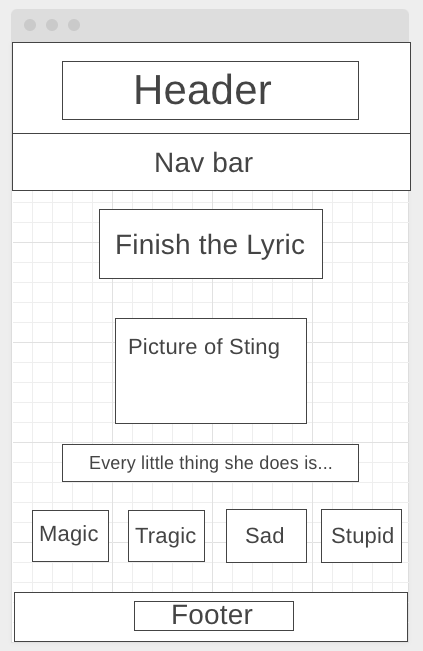 Header
Nav bar
Finish the Lyric
Picture of Sting
Every little thing she does is...
Magic
Tragic
Sad
Stupid
Footer